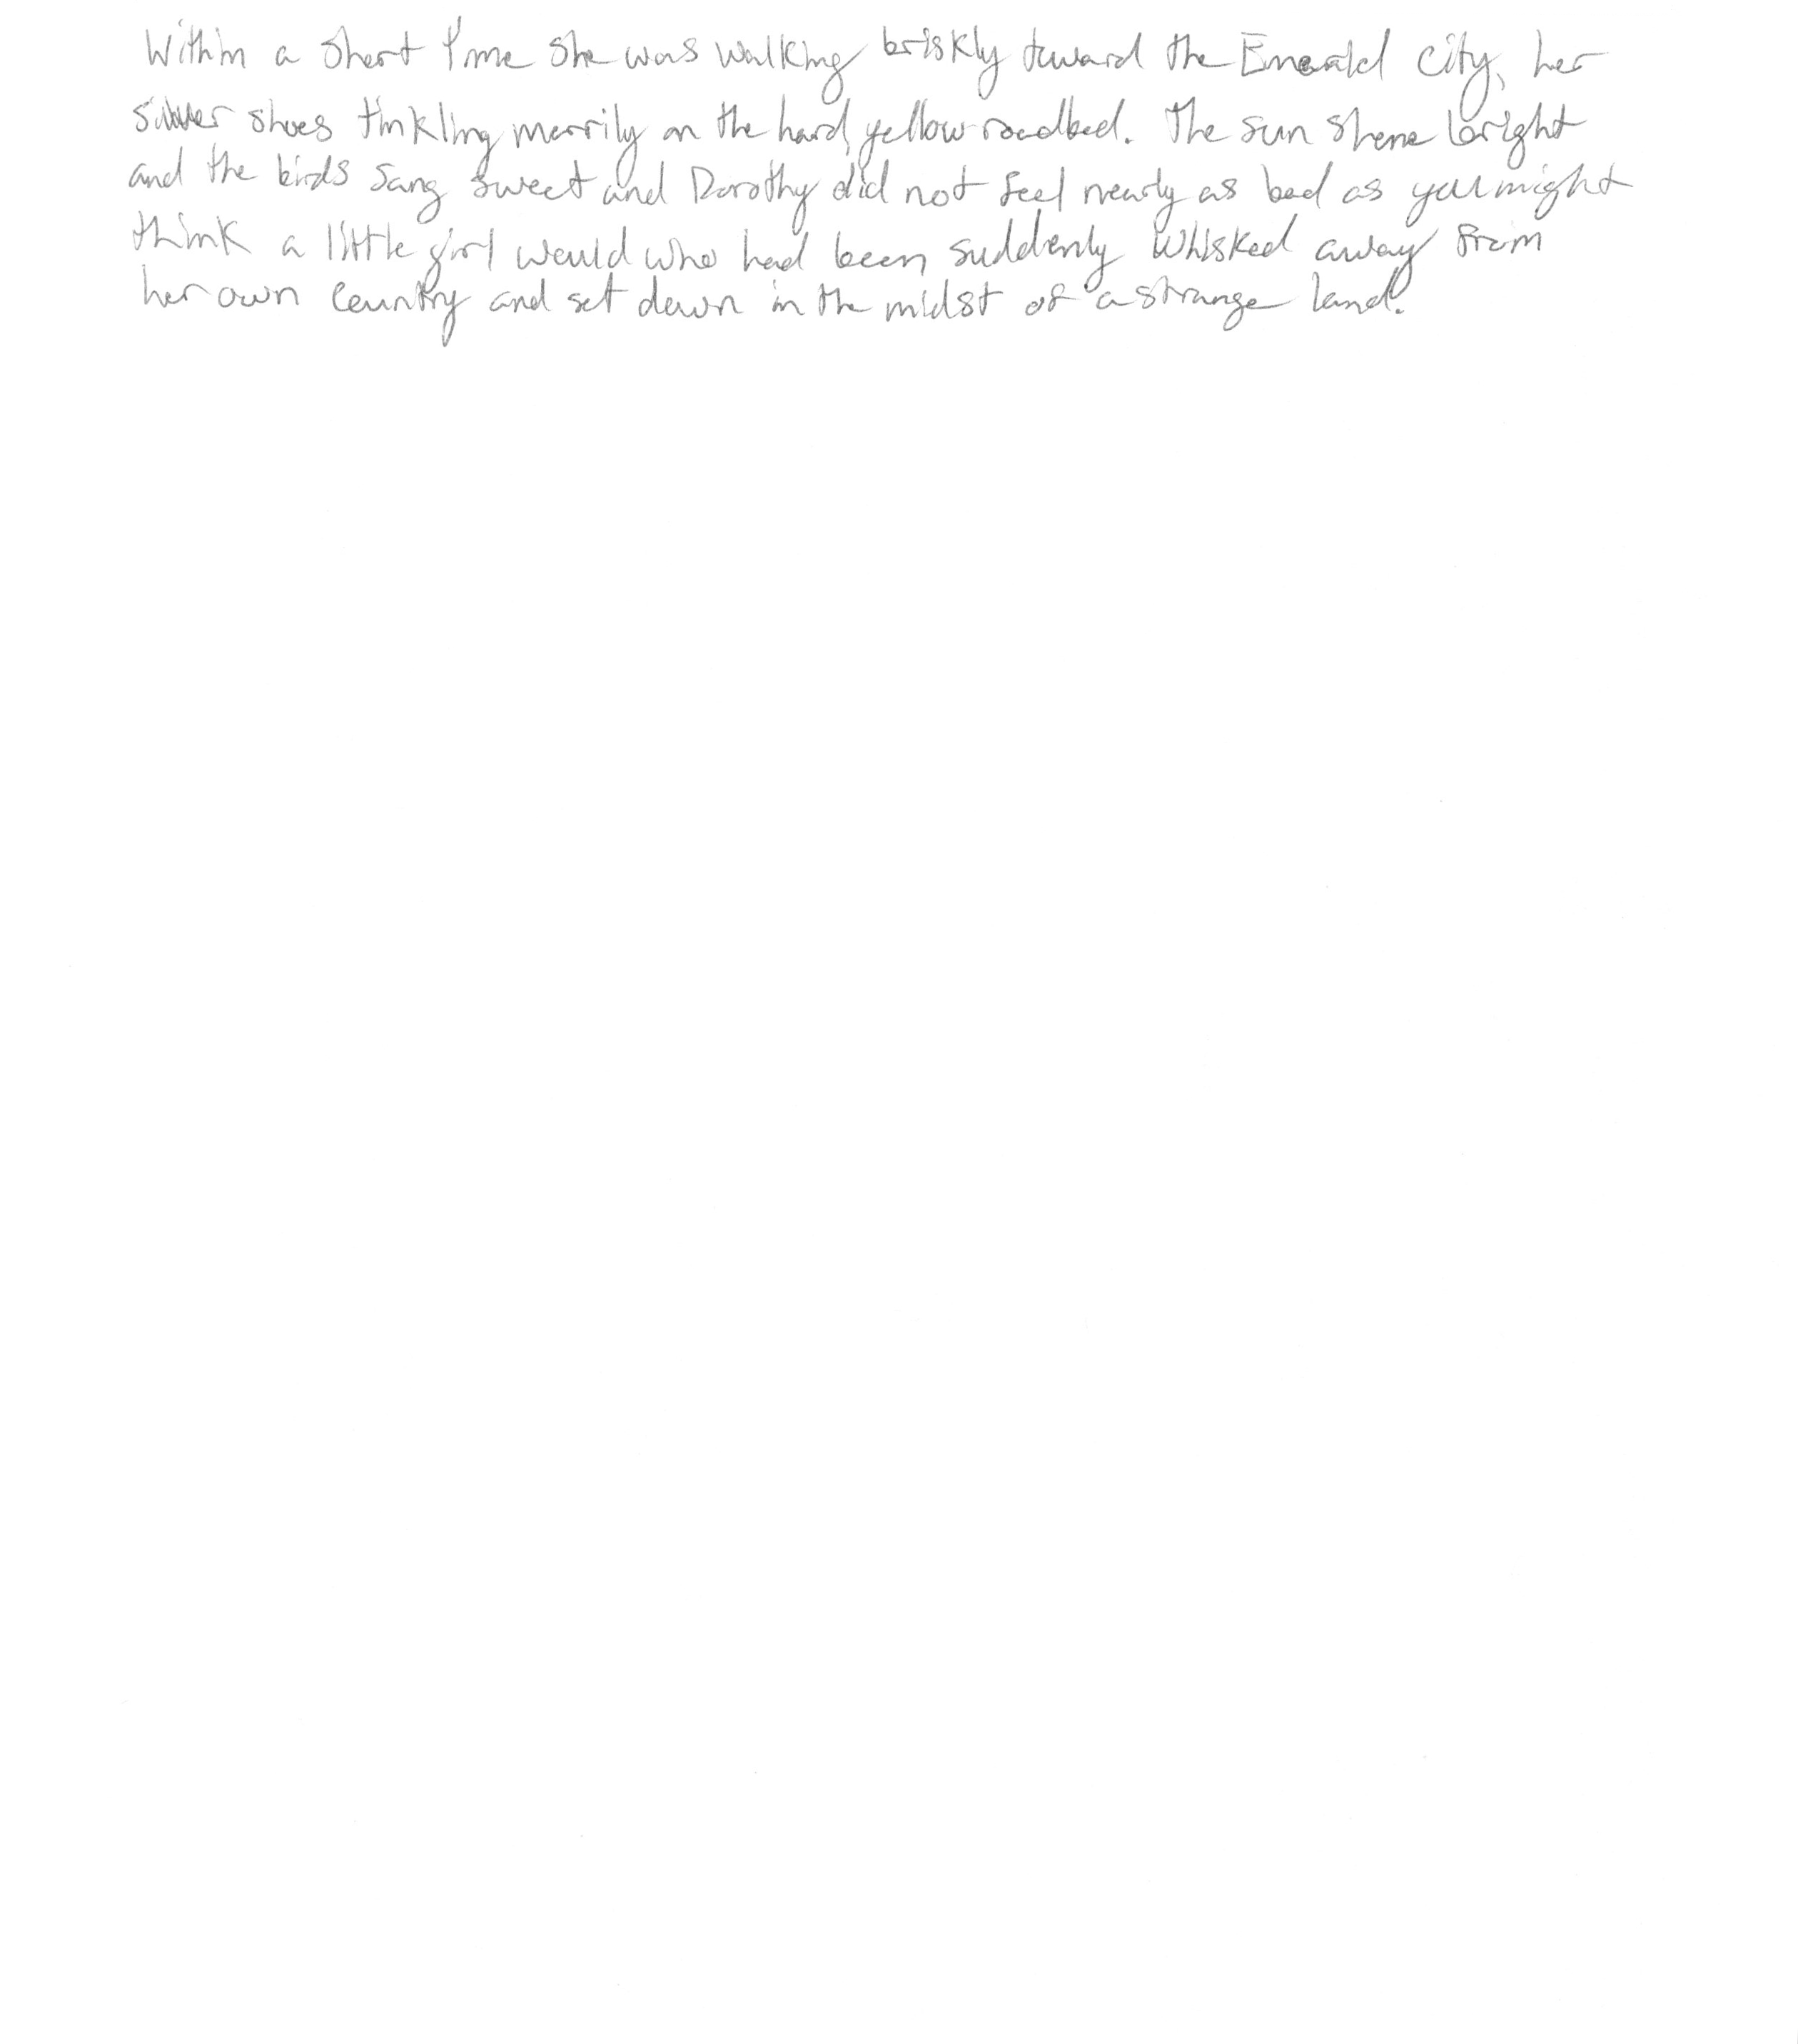 Within a short time she was walking briskly toward the Emerald City, her
silver shoes tinkling merrily on the hard, yellow roadbed. The sun shone bright
and the birds sang sweet and Dorothy did not feel nearly as bad as you might
think a little girl would who had been suddenly whisked away from
her own country and set down in the midst of a strange land.